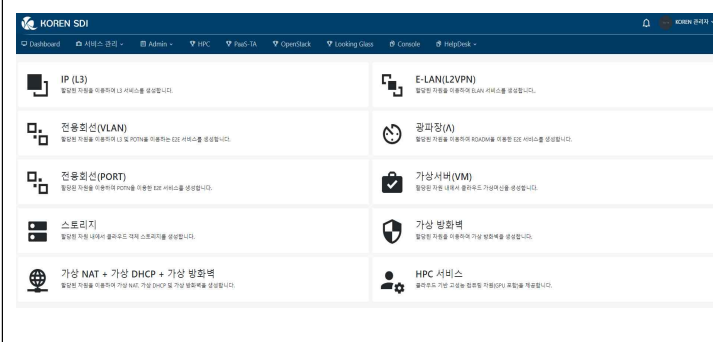 KOREN SDI
KOREN 관리자
Dashboard 서비스 관리 Admin HPC PaaS-TA OpenStack Looking Glass Console HelpDesk
IP (L3)
할당된 자원을 이용하여 L3 서비스를 생성합니다.
E-LAN(L2VPN)
할당된 자원을 이용하여 ELAN 서비스를 생성합니다.
전용회선(VLAN)
할당된 자원을 이용하여 L3 및 POTN을 이용하는 E2E 서비스를 생성합니다.
광파장(Λ)
할당된 자원을 이용하여 ROADM을 이용한 E2E 서비스를 생성합니다.
전용회선(PORT)
할당된 자원을 이용하여 POTN을 이용한 E2E 서비스를 생성합니다.
가상서버(VM)
할당된 자원 내에서 클라우드 가상머신을 생성합니다.
스토리지
할당된 자원 내에서 클라우드 객체 스토리지를 생성합니다.
가상 방화벽
할당된 자원을 이용하여 가상 방화벽을 생성합니다.
가상 NAT + 가상 DHCP + 가상 방화벽
할당된 자원을 이용하여 가상 NAT, 가상 DHCP 및 가상 방화벽을 생성합니다.
HPC 서비스
클라우드 기반 고성능 컴퓨팅 자원(GPU 포함)을 제공합니다.